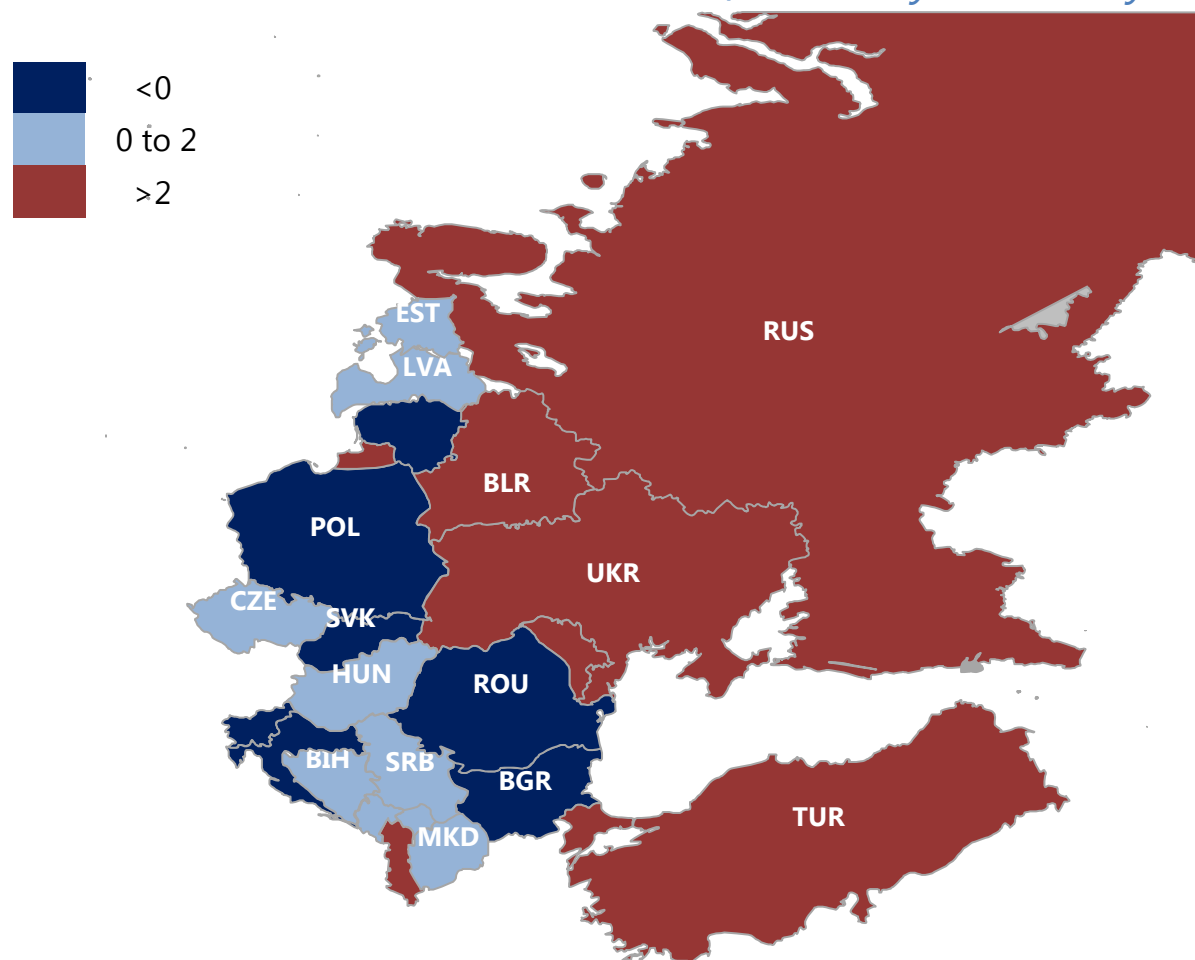 <0
0 to 2
>2
EST
RUS
LVA
BLR
POL
UKR
CZE
SVK
HUN
ROU
BIH
SRB
BGR
TUR
MKD